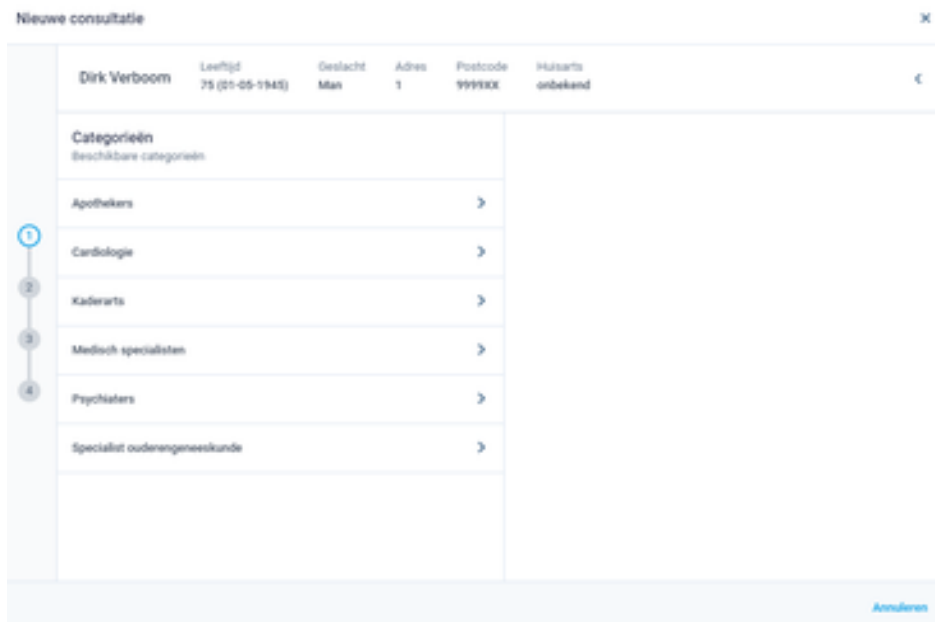 Nieuwe consultatie
Dirk Verboom
Leeftijd Geslacht Adres Postcode Huisarts
75 (01-05-1945) Man 1 9999XX onbekend
Categorieën
Beschikbare categorieën
Apothekers
1
Cardiologie
2
Kaderarts
3
Medisch specialisten
4
Psychiaters
Specialist ouderengeneeskunde
Annuleren